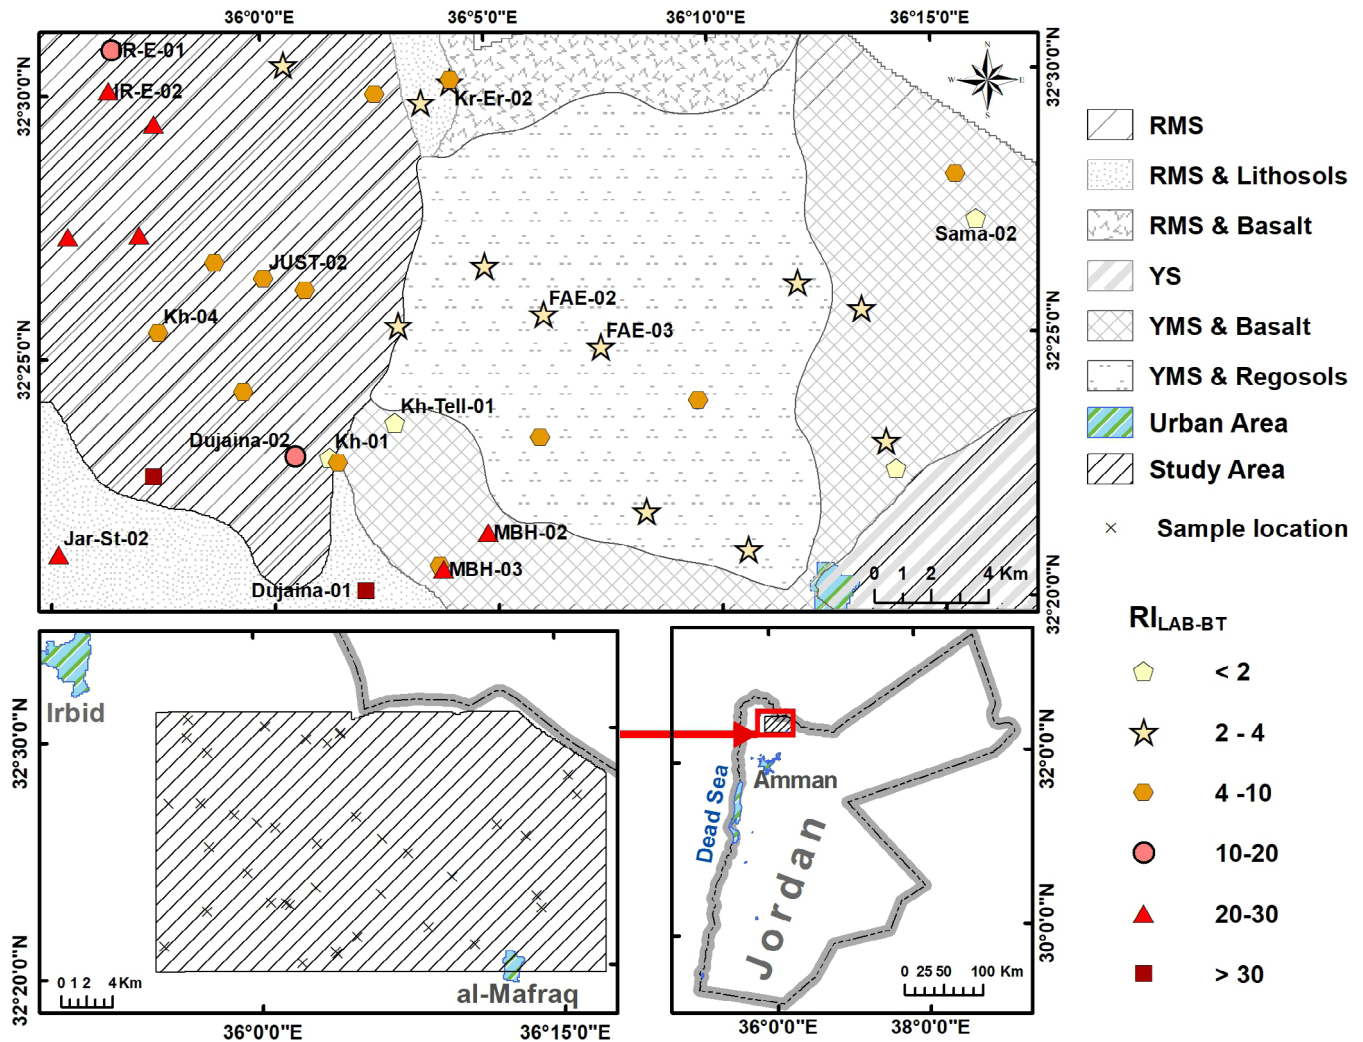 36°0'0"E
36°5'0"E
36°10'0"E
36°15'0"E
32°30'0"N
32°25'0"N
32°30'0"N
32°25'0"N
32°20'0"N
N
W
E
S
IR-E-01
IR-E-02
Kr-Er-02
Sama-02
JUST-02
FAE-02
Kh-04
FAE-03
Kh-Tell-01
Dujaina-02
Kh-01
MBH-02
Jar-St-02
MBH-03
Dujaina-01
0 1 2 4 Km
RMS
RMS & Lithosols
RMS & Basalt
YS
YMS & Basalt
YMS & Regosols
Urban Area
Study Area
Sample location
RILAB-BT
< 2
2 - 4
4 -10
10-20
20-30
> 30
Irbid
32°30'0"N
32°20'0"N
0 1 2 4 Km
al-Mafraq
36°0'0"E
36°15'0"E
Amman
Dead Sea
Jordan
32°0'0"N
30°0'0"N
0 25 50 100 Km
36°0'0"E
38°0'0"E